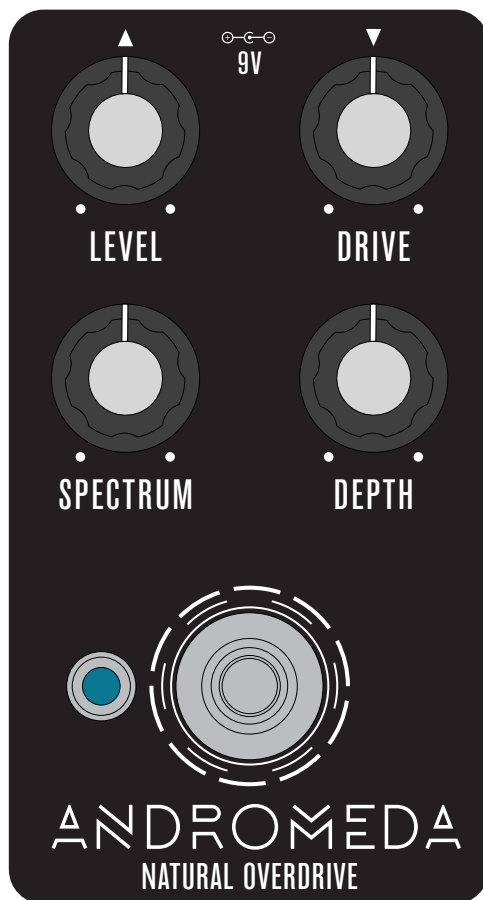 9V
LEVEL DRIVE
SPECTRUM DEPTH
ANDROMEDA
NATURAL OVERDRIVE